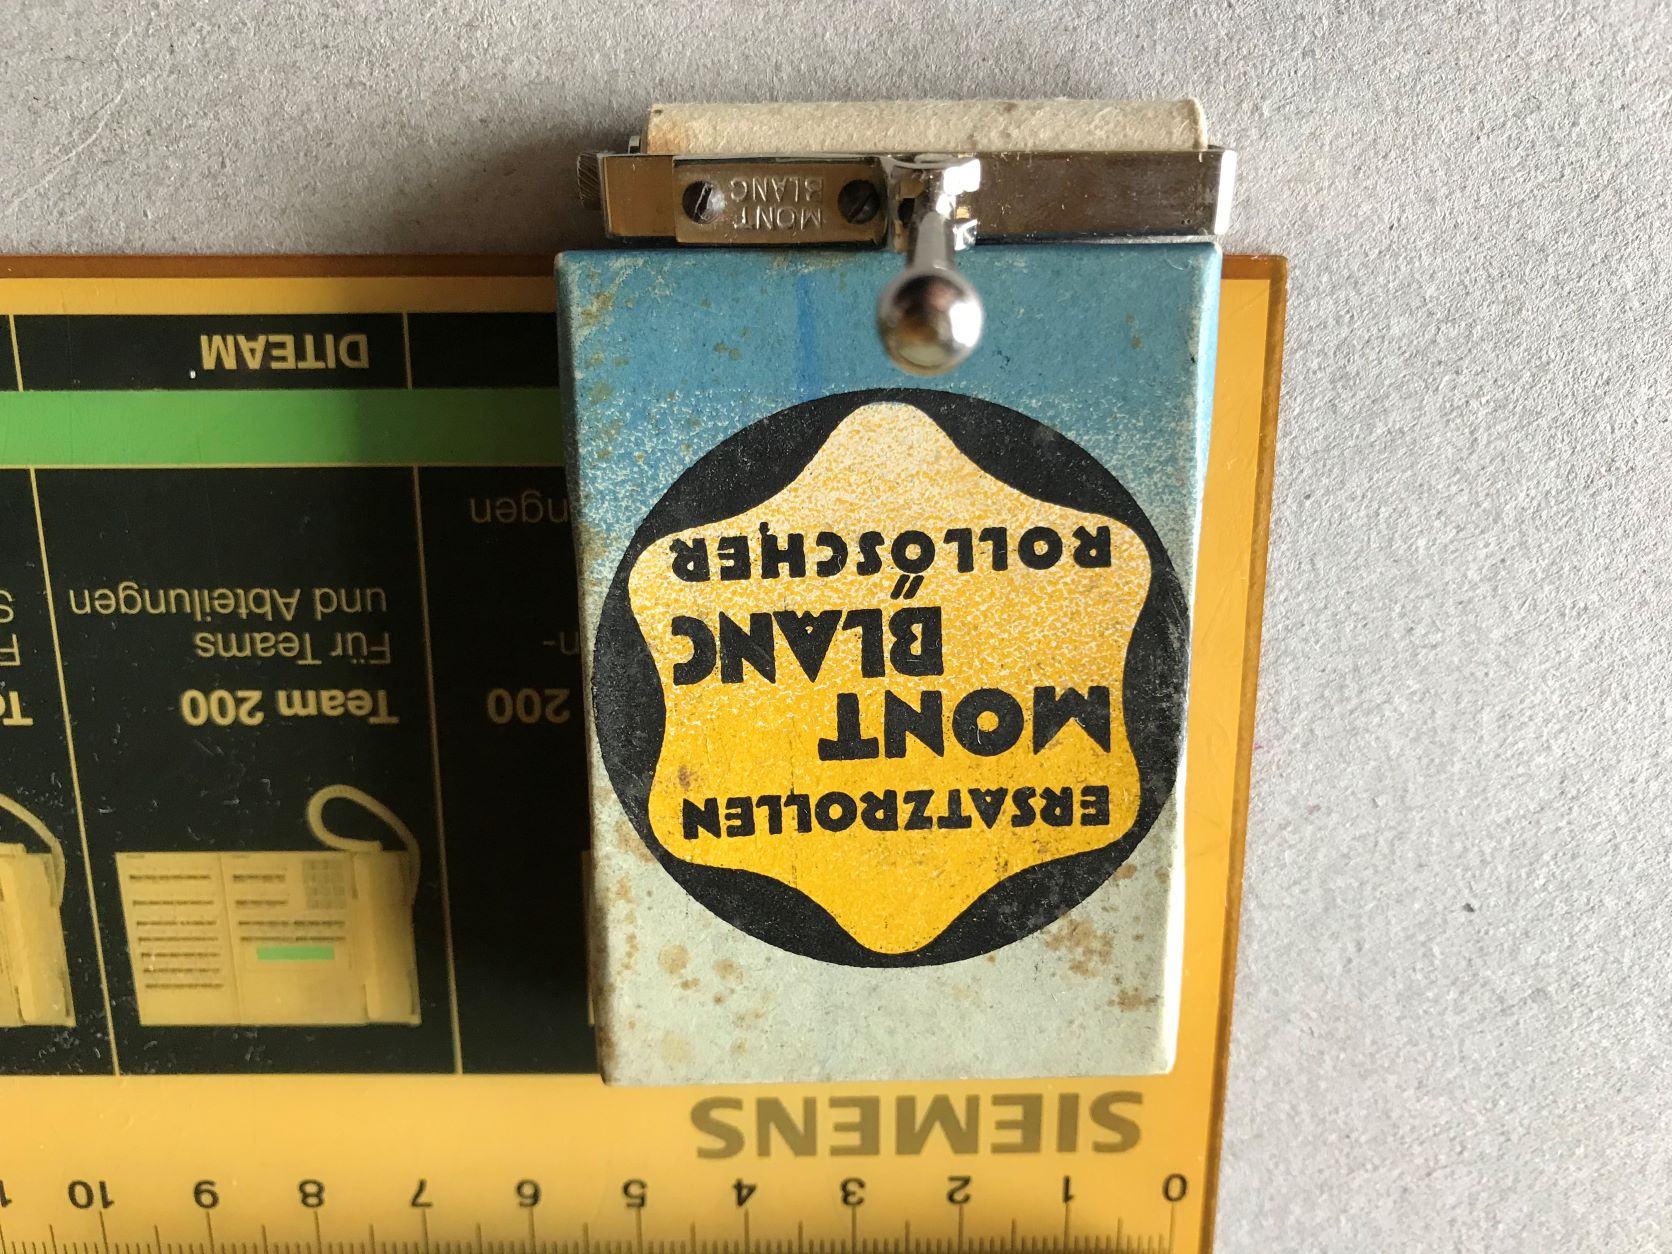 SIEMENS
0 1 2 3 4 5 6 7 8 9 10 1
Team 200
Für Teams
und Abteilungen
200
n-
ngen
DITEAM
ERSATZROLLEN
MONT
BLANC
ROLLÖSCHER
MONT
BLANC